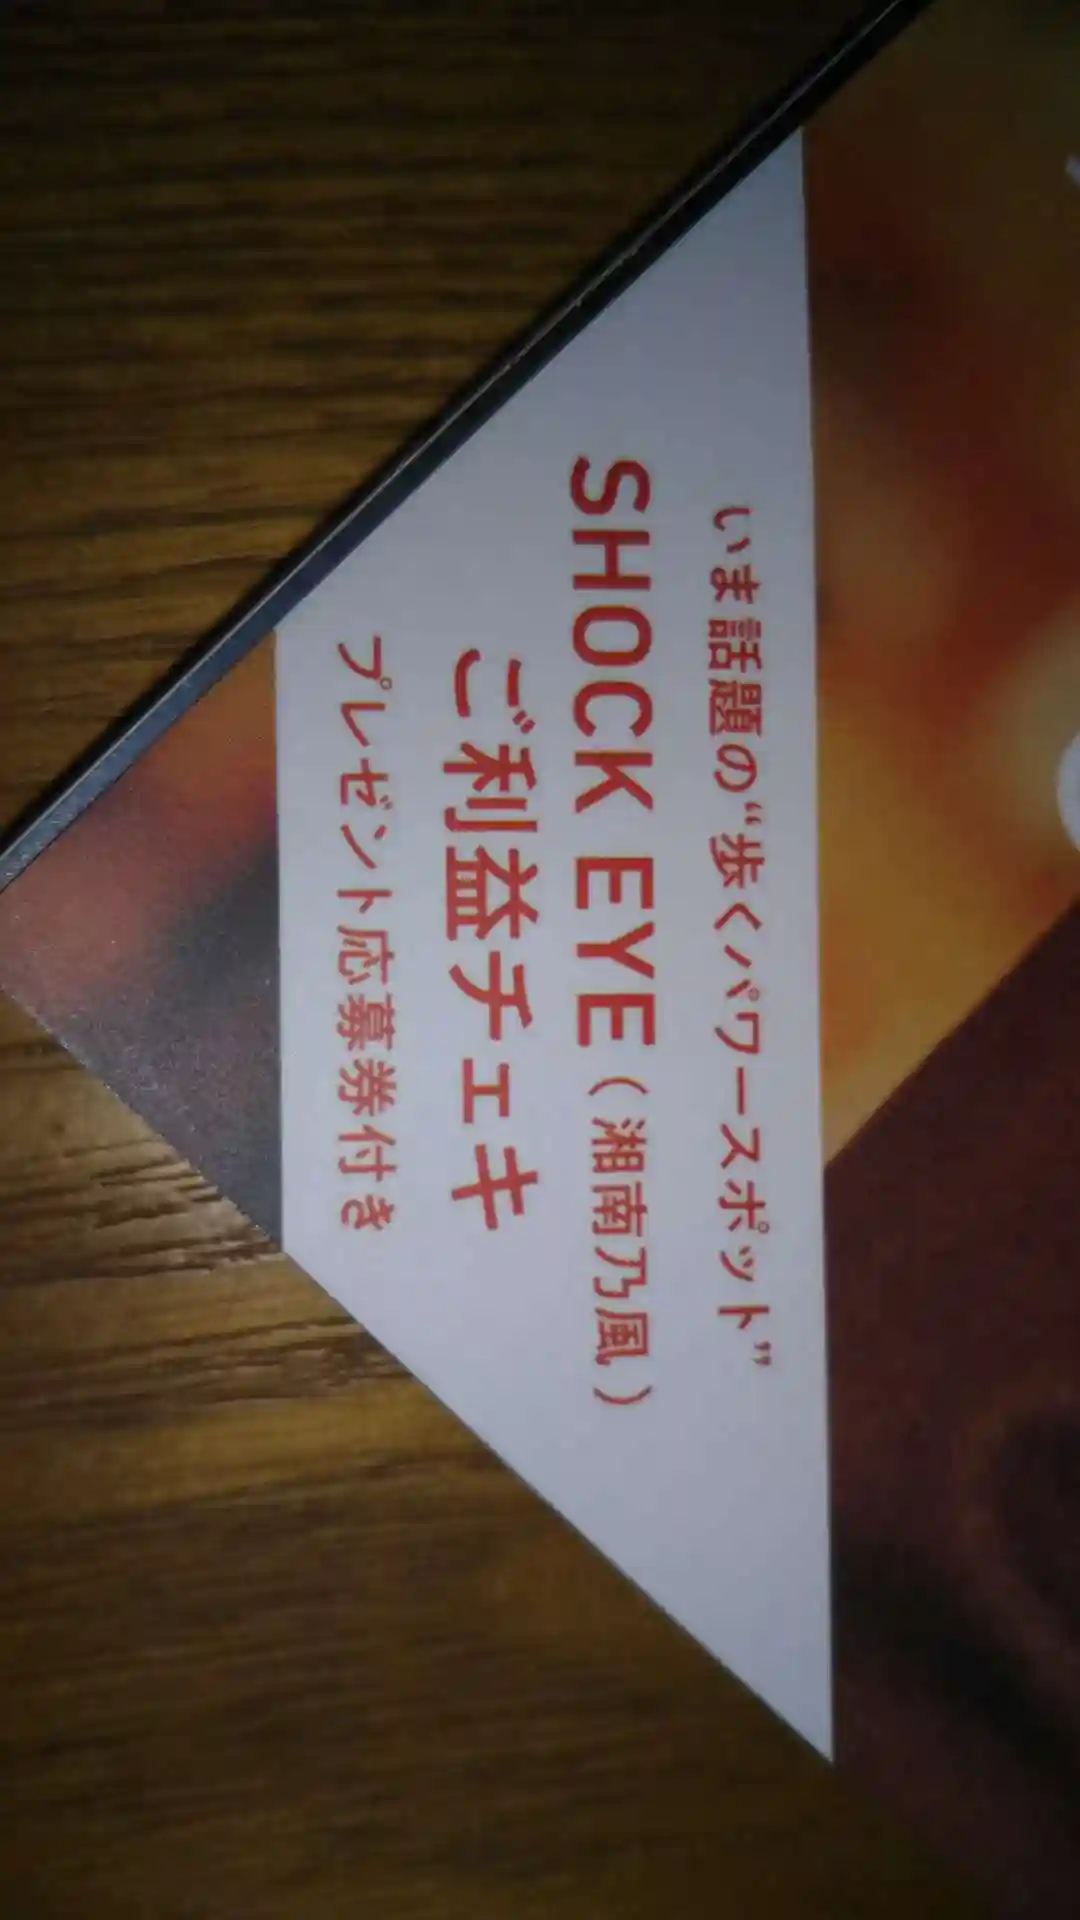 いま話題の“歩くパワースポット”
SHOCK EYE（湘南乃風）
ご利益チェキ
プレゼント応募券付き